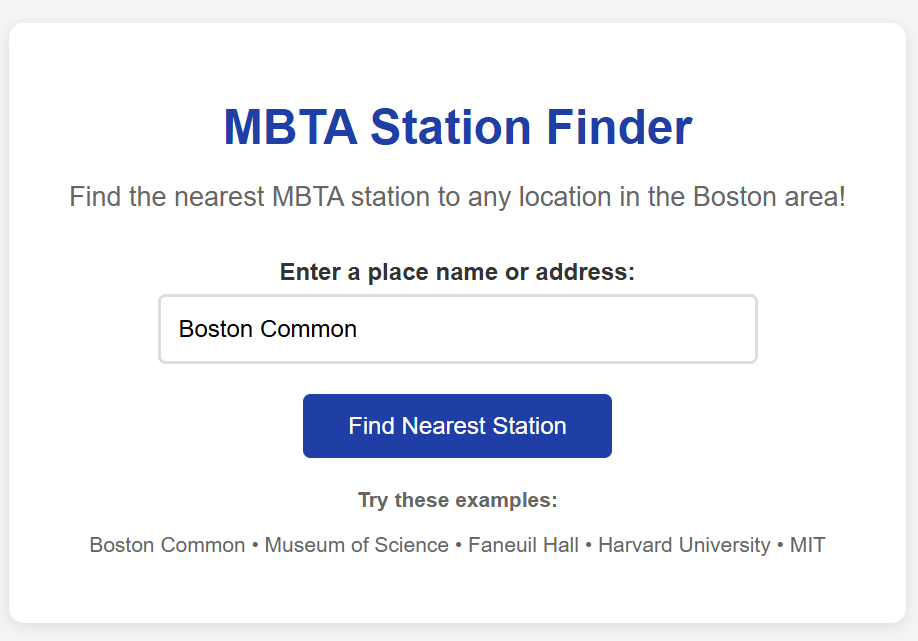 MBTA Station Finder
Find the nearest MBTA station to any location in the Boston area!
Enter a place name or address:
Boston Common
Find Nearest Station
Try these examples:
Boston Common • Museum of Science • Faneuil Hall • Harvard University • MIT